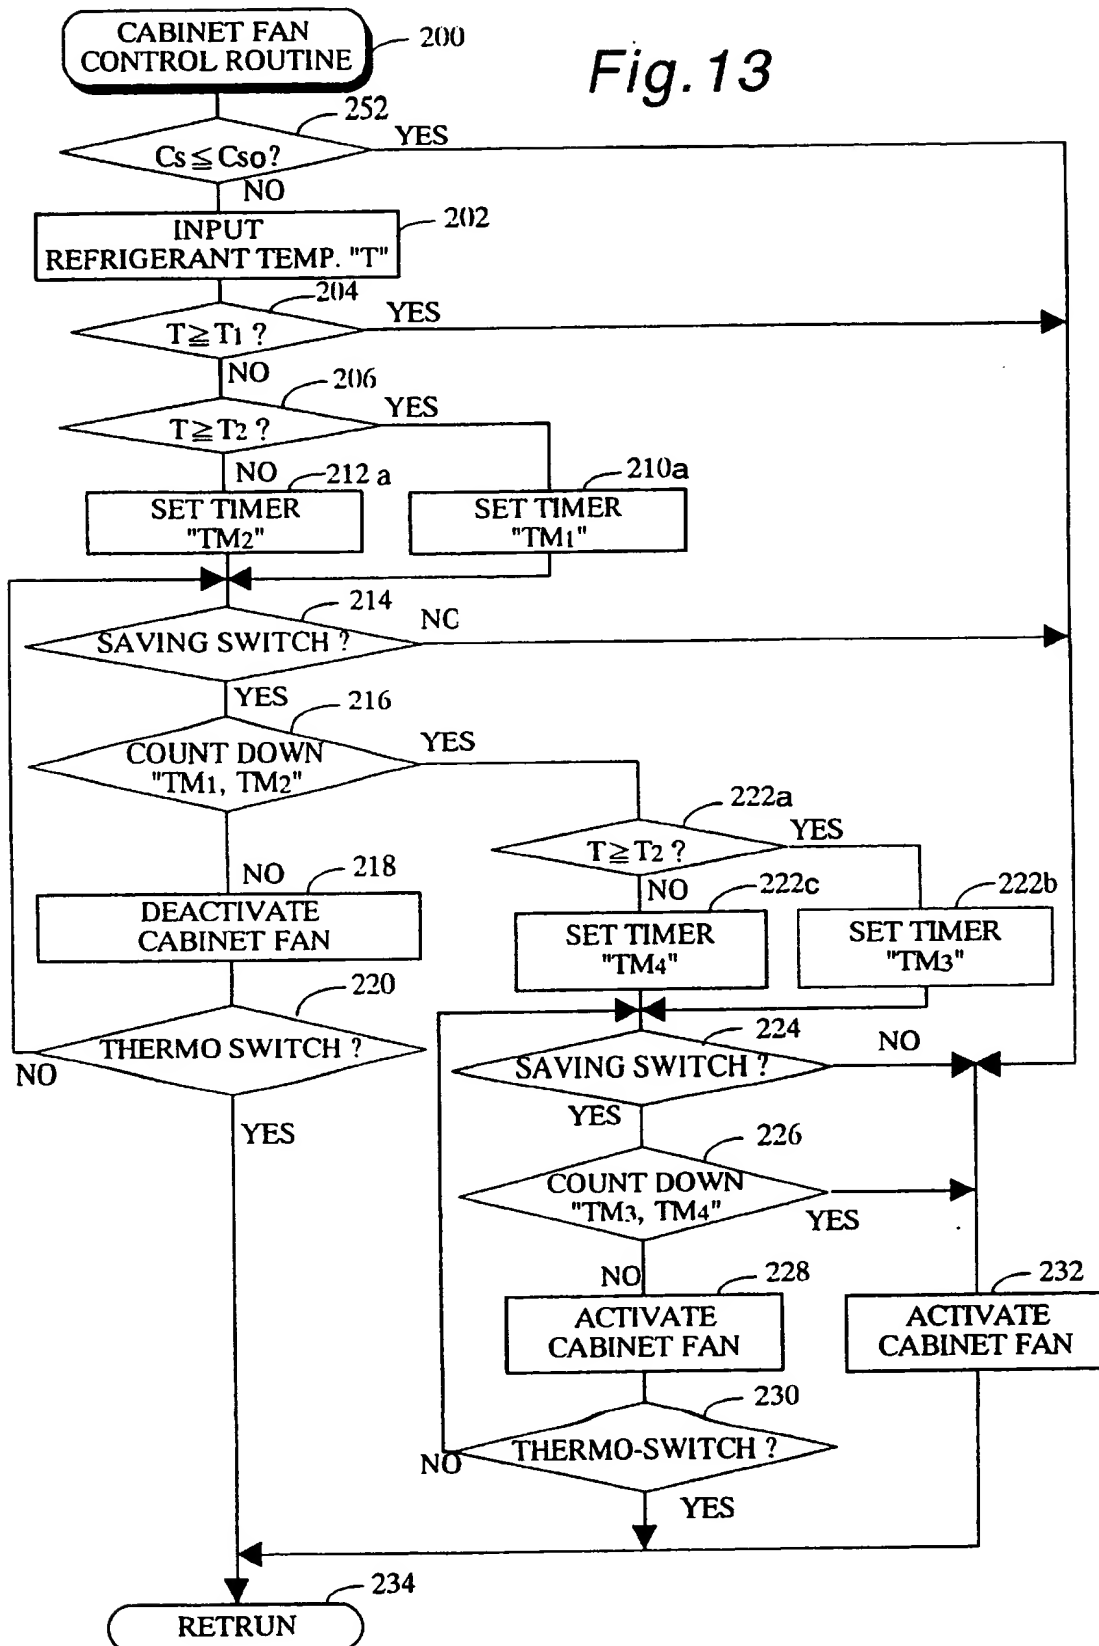 CABINET FAN
CONTROL ROUTINE
200
Fig. 13
252
Cs ≦ Cso ?
YES
NO
202
INPUT
REFRIGERANT TEMP. "T"
204
T ≧ T1 ?
YES
NO
206
T ≧ T2 ?
YES
NO
212 a
SET TIMER
"TM2"
210a
SET TIMER
"TM1"
214
SAVING SWITCH ?
NC
YES
216
COUNT DOWN
"TM1, TM2"
YES
222a
T ≧ T2 ?
YES
NO
218
DEACTIVATE
CABINET FAN
NO
222c
SET TIMER
"TM4"
222b
SET TIMER
"TM3"
220
THERMO SWITCH ?
NO
YES
224
SAVING SWITCH ?
NO
YES
226
COUNT DOWN
"TM3, TM4"
YES
NO
228
ACTIVATE
CABINET FAN
232
ACTIVATE
CABINET FAN
230
THERMO-SWITCH ?
NO
YES
234
RETRUN